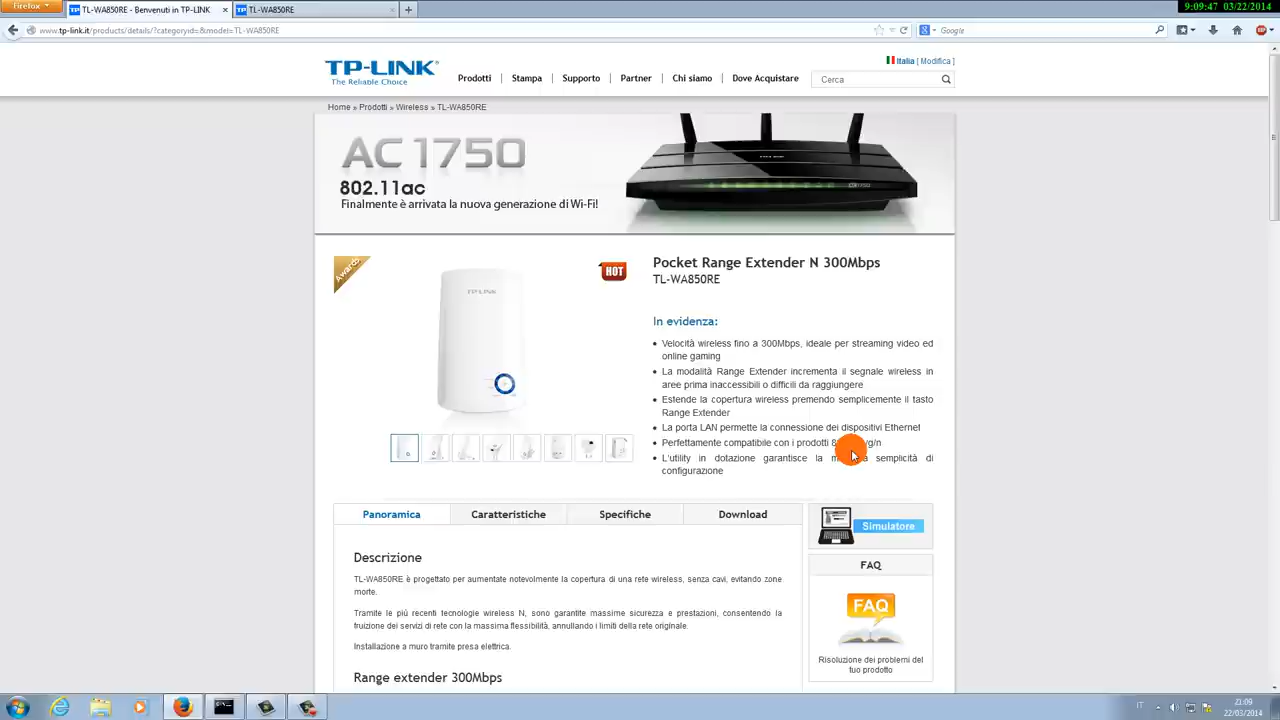 Firefox
TL-WA850RE - Benvenuti in TP-LINK
TL-WA850RE
9:09:47 03/22/2014
www.tp-link.it/products/details/?categoryid=&model=TL-WA850RE
Google
TP-LINK
The Reliable Choice
Italia [ Modifica ]
Prodotti
Stampa
Supporto
Partner
Chi siamo
Dove Acquistare
Cerca
Home » Prodotti » Wireless » TL-WA850RE
AC 1750
802.11ac
Finalmente è arrivata la nuova generazione di Wi-Fi!
Awards
HOT
TP-LINK
Pocket Range Extender N 300Mbps
TL-WA850RE
In evidenza:
Velocità wireless fino a 300Mbps, ideale per streaming video ed
online gaming
La modalità Range Extender incrementa il segnale wireless in
aree prima inaccessibili o difficili da raggiungere
Estende la copertura wireless premendo semplicemente il tasto
Range Extender
La porta LAN permette la connessione dei dispositivi Ethernet
Perfettamente compatibile con i prodotti
L'utility in dotazione garantisce la semplicità di
configurazione
Panoramica
Caratteristiche
Specifiche
Download
Simulatore
FAQ
FAQ
Risoluzione dei problemi del
tuo prodotto
Descrizione
TL-WA850RE è progettato per aumentate notevolmente la copertura di una rete wireless, senza cavi, evitando zone
morte.
Tramite le più recenti tecnologie wireless N, sono garantite massime sicurezza e prestazioni, consentendo la
fruizione dei servizi di rete con la massima flessibilità, annullando i limiti della rete originale.
Installazione a muro tramite presa elettrica.
Range extender 300Mbps
IT
21:09
22/03/2014